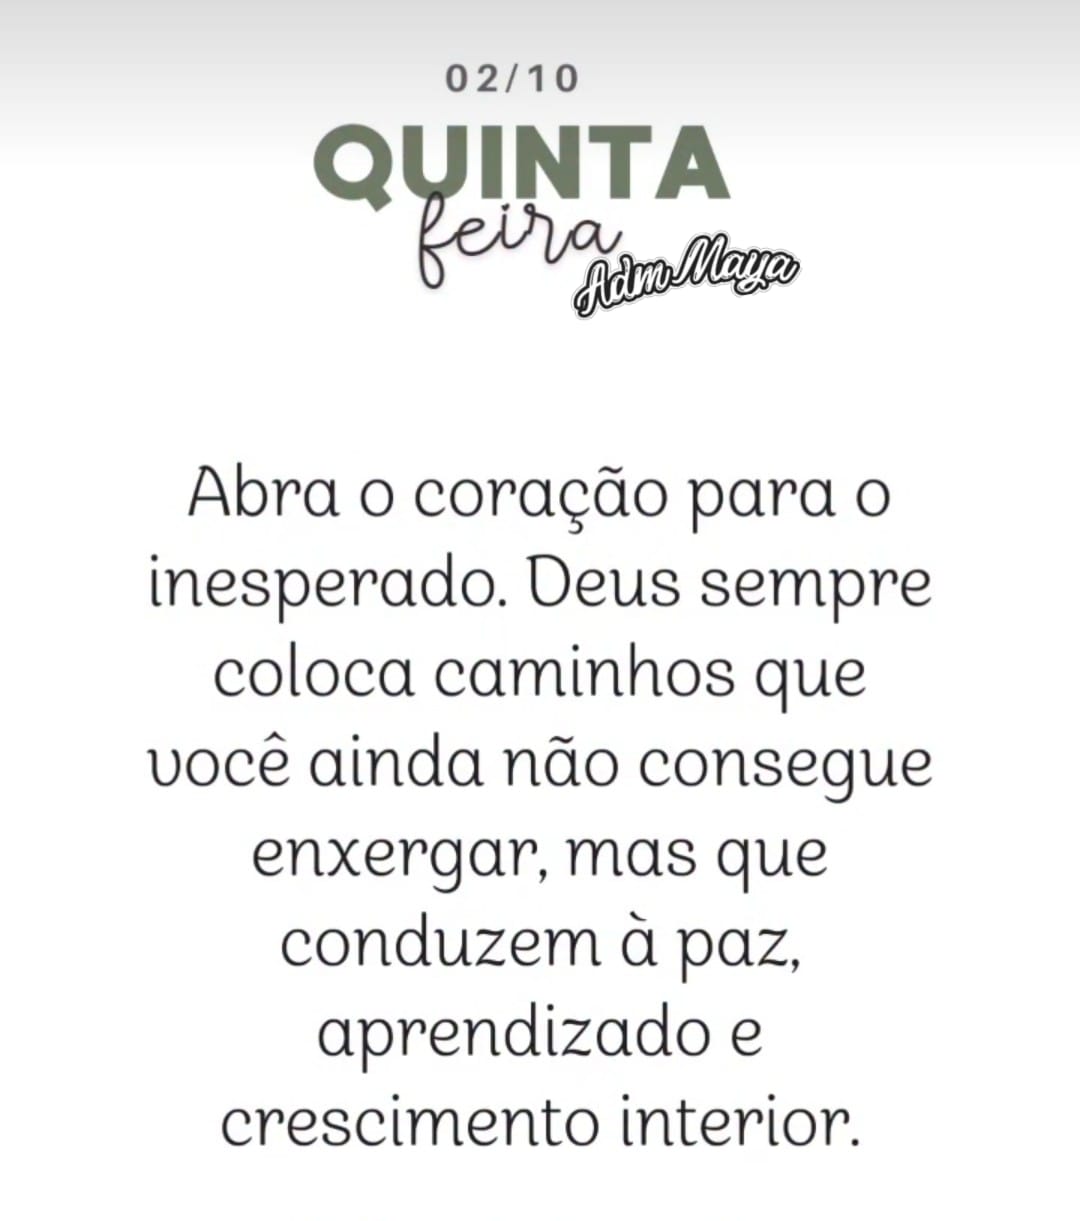 02/10
QUINTA
feira
Adm Maya
Abra o coração para o
inesperado. Deus sempre
coloca caminhos que
você ainda não consegue
enxergar, mas que
conduzem à paz,
aprendizado e
crescimento interior.